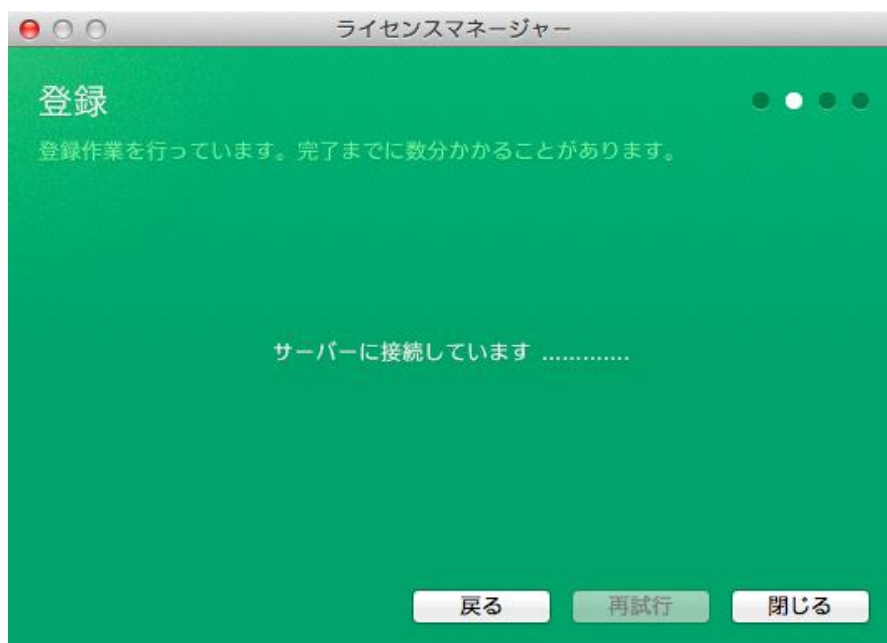 ライセンスマネージャー
登録
登録作業を行っています。完了までに数分かかることがあります。
サーバーに接続しています .............
戻る
再試行
閉じる